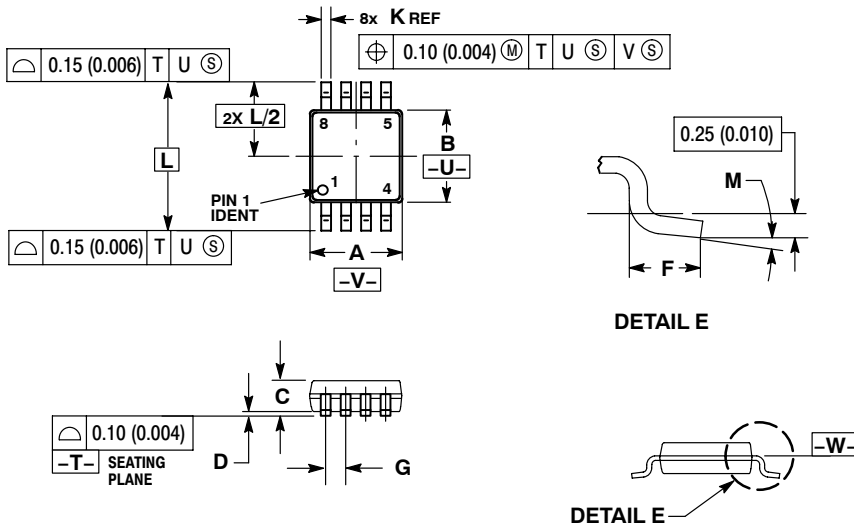 8x K REF
⌖ 0.10 (0.004) Ⓜ T U Ⓢ V Ⓢ
⌓ 0.15 (0.006) T U Ⓢ
2X L/2
8 5
B
–U–
L
PIN 1
IDENT
1
4
⌓ 0.15 (0.006) T U Ⓢ
A
–V–
0.25 (0.010)
M
F
DETAIL E
C
⌓ 0.10 (0.004)
–T– SEATING
PLANE
D
G
–W–
DETAIL E